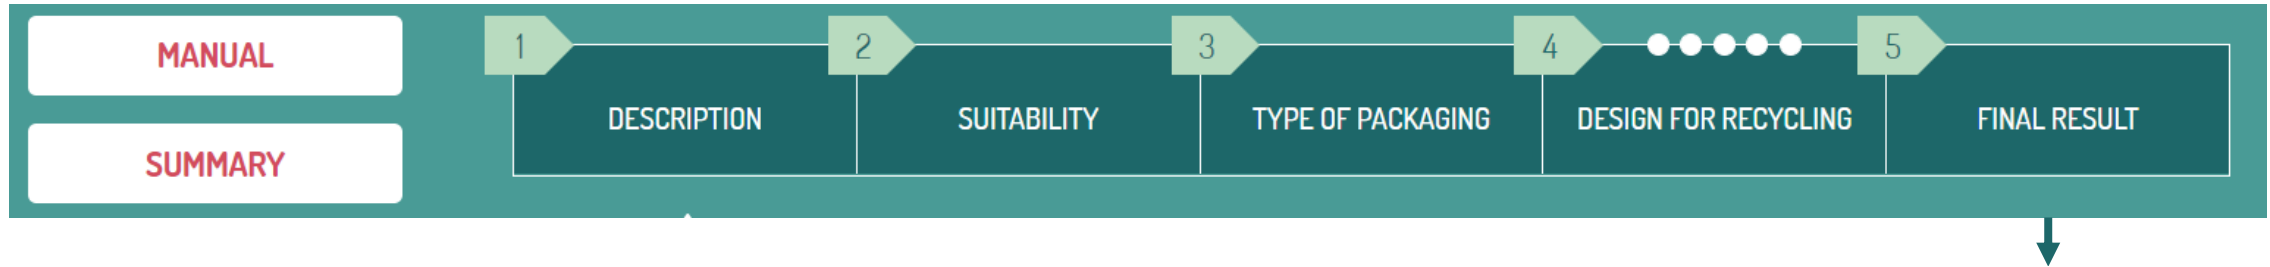 MANUAL
SUMMARY
1
DESCRIPTION
2
SUITABILITY
3
TYPE OF PACKAGING
4
DESIGN FOR RECYCLING
5
FINAL RESULT